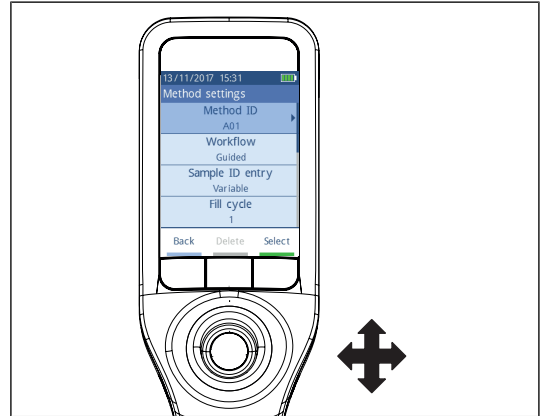 13/11/2017 15:31
Method settings
Method ID
A01
Workflow
Guided
Sample ID entry
Variable
Fill cycle
1
Back Delete Select